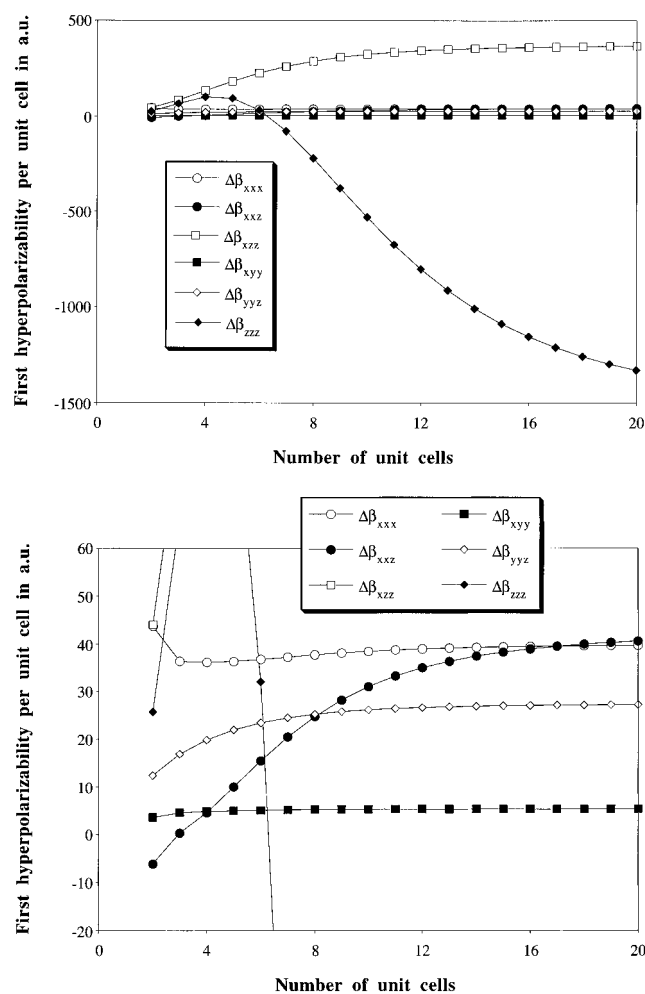 First hyperpolarizability per unit cell in a.u.
500
0
-500
-1000
-1500
Δβxxx
Δβxxz
Δβxzz
Δβxyy
Δβyyz
Δβzzz
0 4 8 12 16 20
Number of unit cells
Δβxxx Δβxyy
Δβxxz Δβyyz
Δβxzz Δβzzz
First hyperpolarizability per unit cell in a.u.
60
50
40
30
20
10
0
-10
-20
0 4 8 12 16 20
Number of unit cells